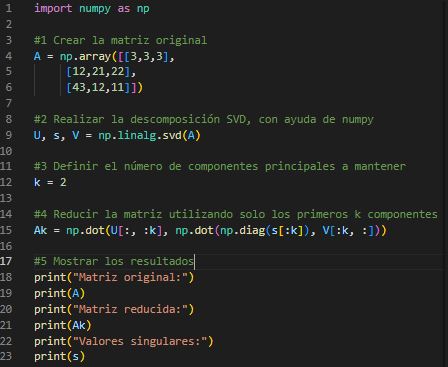 1 import numpy as np
2
3 #1 Crear la matriz original
4 A = np.array([[3,3,3],
5 [12,21,22],
6 [43,12,11]])
7
8 #2 Realizar la descomposición SVD, con ayuda de numpy
9 U, s, V = np.linalg.svd(A)
10
11 #3 Definir el número de componentes principales a mantener
12 k = 2
13
14 #4 Reducir la matriz utilizando solo los primeros k componentes
15 Ak = np.dot(U[:, :k], np.dot(np.diag(s[:k]), V[:k, :]))
16
17 #5 Mostrar los resultados
18 print("Matriz original:")
19 print(A)
20 print("Matriz reducida:")
21 print(Ak)
22 print("Valores singulares:")
23 print(s)